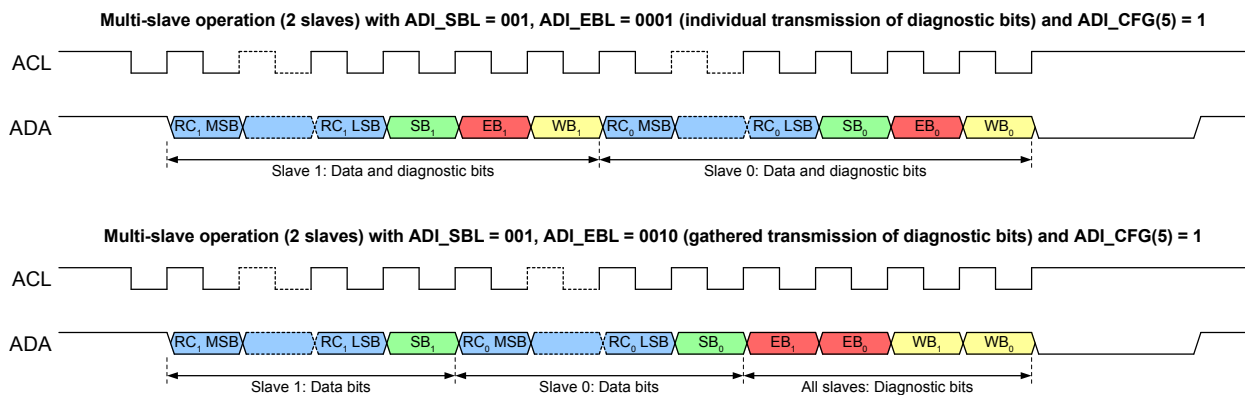 Multi-slave operation (2 slaves) with ADI_SBL = 001, ADI_EBL = 0001 (individual transmission of diagnostic bits) and ADI_CFG(5) = 1
ACL
ADA
RC₁ MSB RC₁ LSB SB₁ EB₁ WB₁ RC₀ MSB RC₀ LSB SB₀ EB₀ WB₀
Slave 1: Data and diagnostic bits Slave 0: Data and diagnostic bits
Multi-slave operation (2 slaves) with ADI_SBL = 001, ADI_EBL = 0010 (gathered transmission of diagnostic bits) and ADI_CFG(5) = 1
ACL
ADA
RC₁ MSB RC₁ LSB SB₁ RC₀ MSB RC₀ LSB SB₀ EB₁ EB₀ WB₁ WB₀
Slave 1: Data bits Slave 0: Data bits All slaves: Diagnostic bits